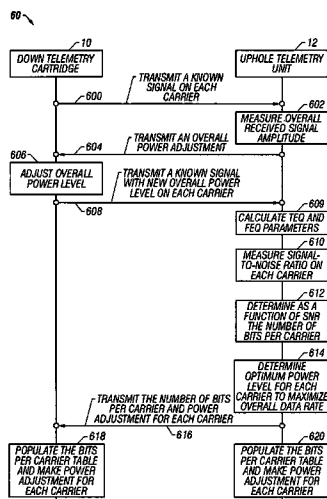 60
10
DOWN TELEMETRY
CARTRIDGE
12
UPHOLE TELEMETRY
UNIT
TRANSMIT A KNOWN
SIGNAL ON EACH
CARRIER
600
602
MEASURE OVERALL
RECEIVED SIGNAL
AMPLITUDE
604
TRANSMIT AN OVERALL
POWER ADJUSTMENT
606
ADJUST OVERALL
POWER LEVEL
TRANSMIT A KNOWN SIGNAL
WITH NEW OVERALL POWER
LEVEL ON EACH CARRIER
608
609
CALCULATE TEQ AND
FEQ PARAMETERS
610
MEASURE SIGNAL-
TO-NOISE RATIO ON
EACH CARRIER
612
DETERMINE AS A
FUNCTION OF SNR
THE NUMBER OF
BITS PER CARRIER
614
DETERMINE
OPTIMUM POWER
LEVEL FOR EACH
CARRIER TO MAXIMIZE
OVERALL DATA RATE
TRANSMIT THE NUMBER OF BITS
PER CARRIER AND POWER
ADJUSTMENT FOR EACH CARRIER
616
618
POPULATE THE BITS
PER CARRIER TABLE
AND MAKE POWER
ADJUSTMENT FOR
EACH CARRIER
620
POPULATE THE BITS
PER CARRIER TABLE
AND MAKE POWER
ADJUSTMENT FOR
EACH CARRIER